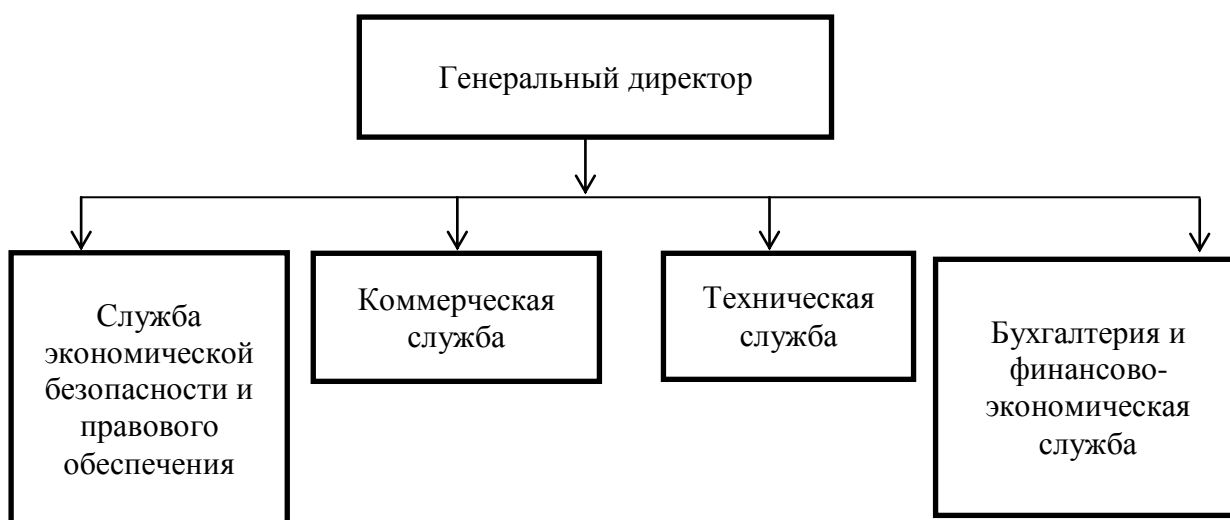 Генеральный директор
Служба
экономической
безопасности и
правового
обеспечения
Коммерческая
служба
Техническая
служба
Бухгалтерия и
финансово-
экономическая
служба